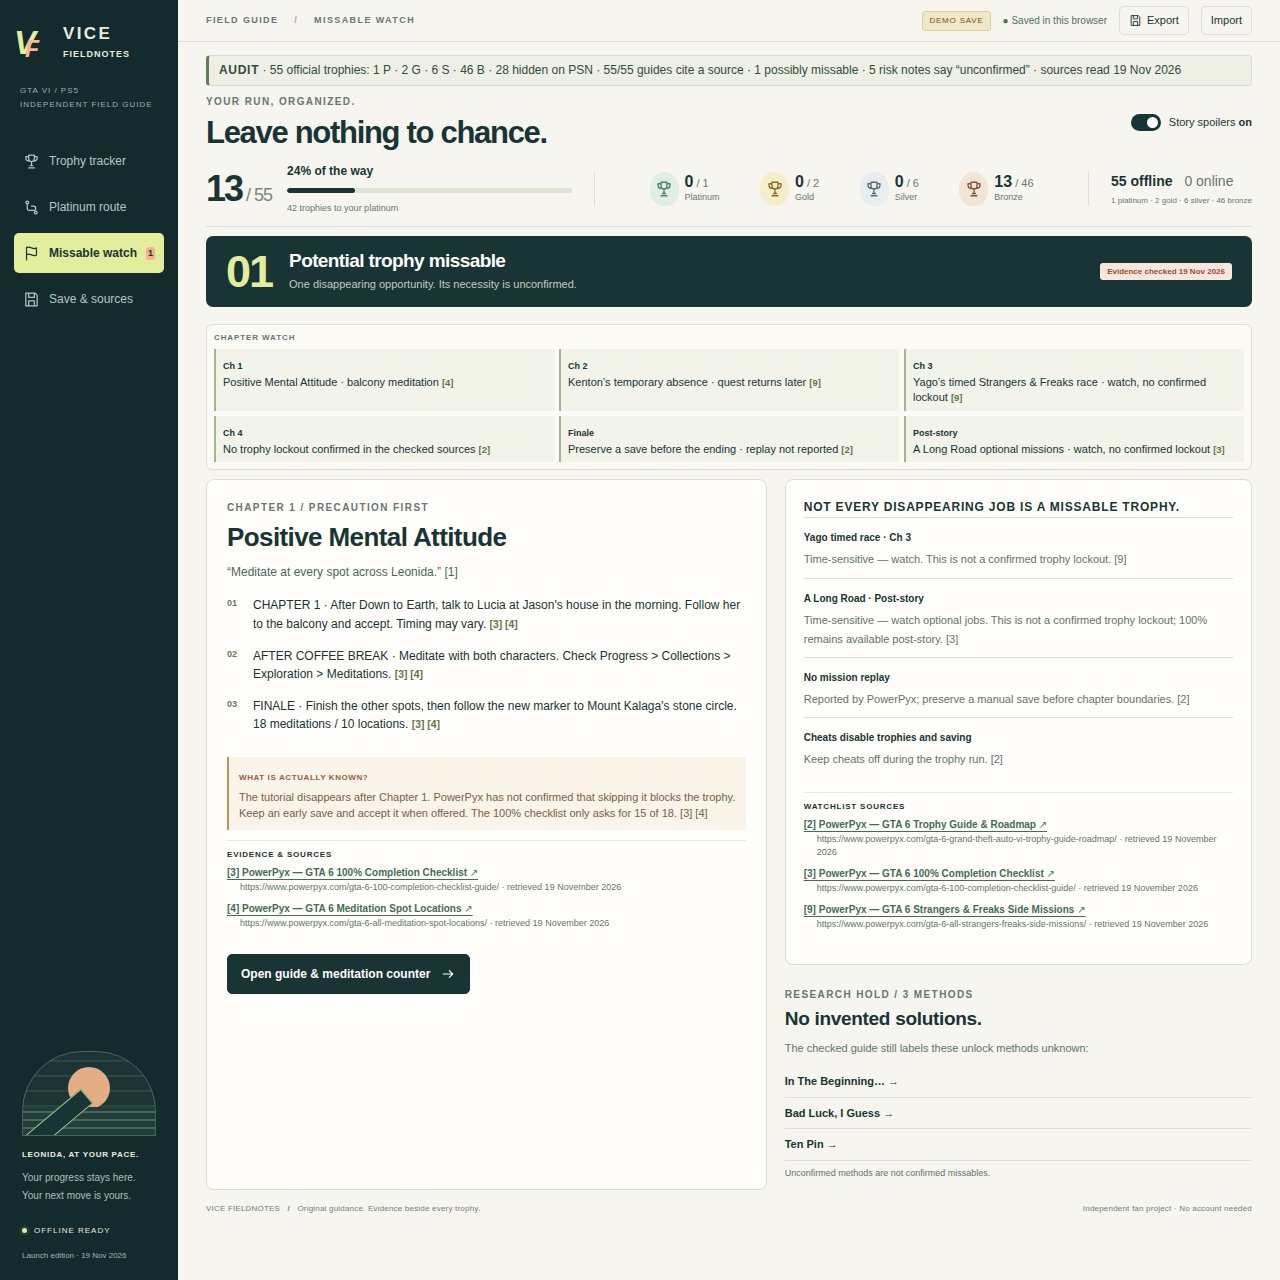 VICE
FIELDNOTES
GTA VI / PS5
INDEPENDENT FIELD GUIDE
Trophy tracker
Platinum route
Missable watch 1
Save & sources
LEONIDA, AT YOUR PACE.
Your progress stays here.
Your next move is yours.
OFFLINE READY
Launch edition · 19 Nov 2026
FIELD GUIDE / MISSABLE WATCH
DEMO SAVE
● Saved in this browser
Export
Import
AUDIT · 55 official trophies: 1 P · 2 G · 6 S · 46 B · 28 hidden on PSN · 55/55 guides cite a source · 1 possibly missable · 5 risk notes say “unconfirmed” · sources read 19 Nov 2026
YOUR RUN, ORGANIZED.
Leave nothing to chance.
Story spoilers on
13 / 55
24% of the way
42 trophies to your platinum
0 / 1
Platinum
0 / 2
Gold
0 / 6
Silver
13 / 46
Bronze
55 offline 0 online
1 platinum · 2 gold · 6 silver · 46 bronze
01
Potential trophy missable
One disappearing opportunity. Its necessity is unconfirmed.
Evidence checked 19 Nov 2026
CHAPTER WATCH
Ch 1
Positive Mental Attitude · balcony meditation [4]
Ch 2
Kenton’s temporary absence · quest returns later [9]
Ch 3
Yago’s timed Strangers & Freaks race · watch, no confirmed
lockout [9]
Ch 4
No trophy lockout confirmed in the checked sources [2]
Finale
Preserve a save before the ending · replay not reported [2]
Post-story
A Long Road optional missions · watch, no confirmed lockout [3]
CHAPTER 1 / PRECAUTION FIRST
Positive Mental Attitude
“Meditate at every spot across Leonida.” [1]
01 CHAPTER 1 · After Down to Earth, talk to Lucia at Jason's house in the morning. Follow her
to the balcony and accept. Timing may vary. [3] [4]
02 AFTER COFFEE BREAK · Meditate with both characters. Check Progress > Collections >
Exploration > Meditations. [3] [4]
03 FINALE · Finish the other spots, then follow the new marker to Mount Kalaga's stone circle.
18 meditations / 10 locations. [3] [4]
WHAT IS ACTUALLY KNOWN?
The tutorial disappears after Chapter 1. PowerPyx has not confirmed that skipping it blocks the trophy.
Keep an early save and accept it when offered. The 100% checklist only asks for 15 of 18. [3] [4]
EVIDENCE & SOURCES
[3] PowerPyx — GTA 6 100% Completion Checklist ↗
https://www.powerpyx.com/gta-6-100-completion-checklist-guide/ · retrieved 19 November 2026
[4] PowerPyx — GTA 6 Meditation Spot Locations ↗
https://www.powerpyx.com/gta-6-all-meditation-spot-locations/ · retrieved 19 November 2026
Open guide & meditation counter →
NOT EVERY DISAPPEARING JOB IS A MISSABLE TROPHY.
Yago timed race · Ch 3
Time-sensitive — watch. This is not a confirmed trophy lockout. [9]
A Long Road · Post-story
Time-sensitive — watch optional jobs. This is not a confirmed trophy lockout; 100%
remains available post-story. [3]
No mission replay
Reported by PowerPyx; preserve a manual save before chapter boundaries. [2]
Cheats disable trophies and saving
Keep cheats off during the trophy run. [2]
WATCHLIST SOURCES
[2] PowerPyx — GTA 6 Trophy Guide & Roadmap ↗
https://www.powerpyx.com/gta-6-grand-theft-auto-vi-trophy-guide-roadmap/ · retrieved 19 November
2026
[3] PowerPyx — GTA 6 100% Completion Checklist ↗
https://www.powerpyx.com/gta-6-100-completion-checklist-guide/ · retrieved 19 November 2026
[9] PowerPyx — GTA 6 Strangers & Freaks Side Missions ↗
https://www.powerpyx.com/gta-6-all-strangers-freaks-side-missions/ · retrieved 19 November 2026
RESEARCH HOLD / 3 METHODS
No invented solutions.
The checked guide still labels these unlock methods unknown:
In The Beginning… →
Bad Luck, I Guess →
Ten Pin →
Unconfirmed methods are not confirmed missables.
VICE FIELDNOTES / Original guidance. Evidence beside every trophy.
Independent fan project · No account needed